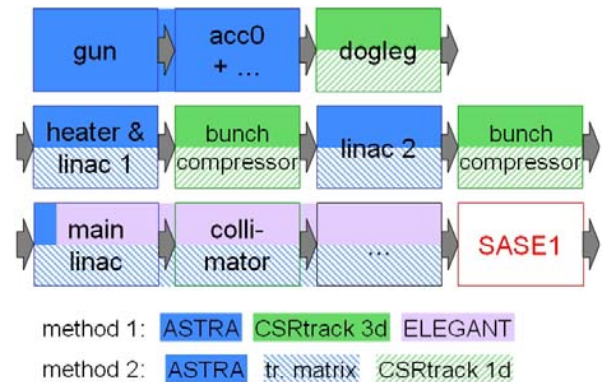 gun
acc0
+ ...
dogleg
heater &
linac 1
bunch
compressor
linac 2
bunch
compressor
main
linac
colli-
mator
...
SASE1
method 1: ASTRA CSRtrack 3d ELEGANT
method 2: ASTRA tr. matrix CSRtrack 1d